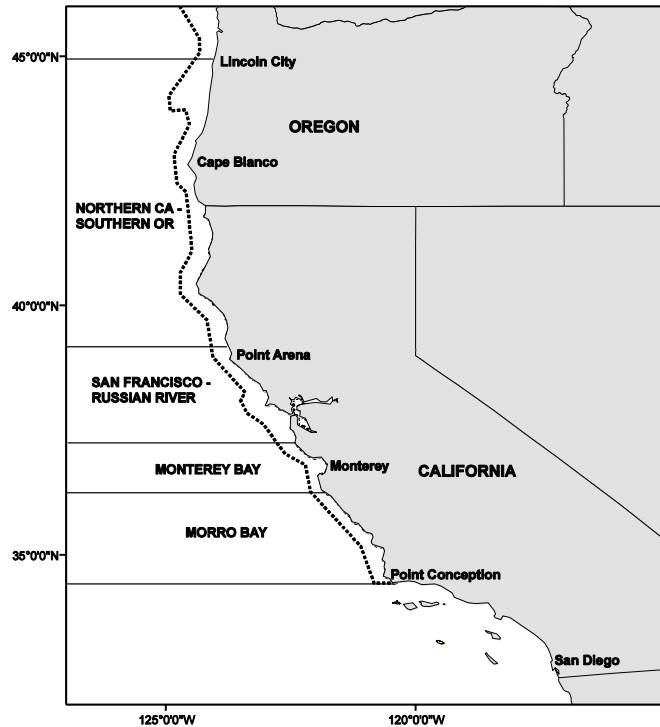 45°0'0"N
Lincoln City
OREGON
Cape Blanco
NORTHERN CA -
SOUTHERN OR
40°0'0"N
Point Arena
SAN FRANCISCO -
RUSSIAN RIVER
MONTEREY BAY
Monterey
CALIFORNIA
MORRO BAY
35°0'0"N
Point Conception
San Diego
125°0'0"W
120°0'0"W